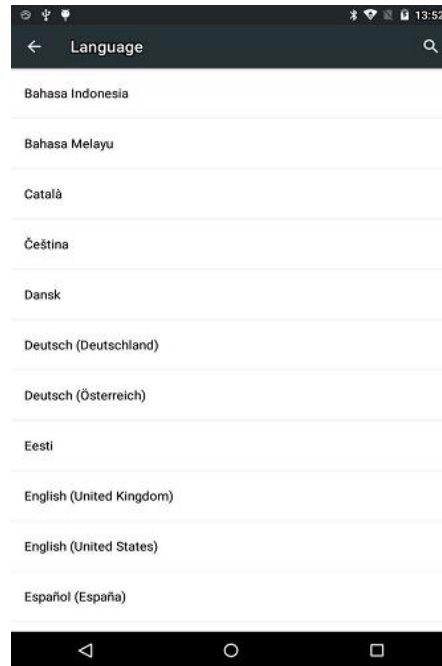 13:52
Language
Bahasa Indonesia
Bahasa Melayu
Català
Čeština
Dansk
Deutsch (Deutschland)
Deutsch (Österreich)
Eesti
English (United Kingdom)
English (United States)
Español (España)